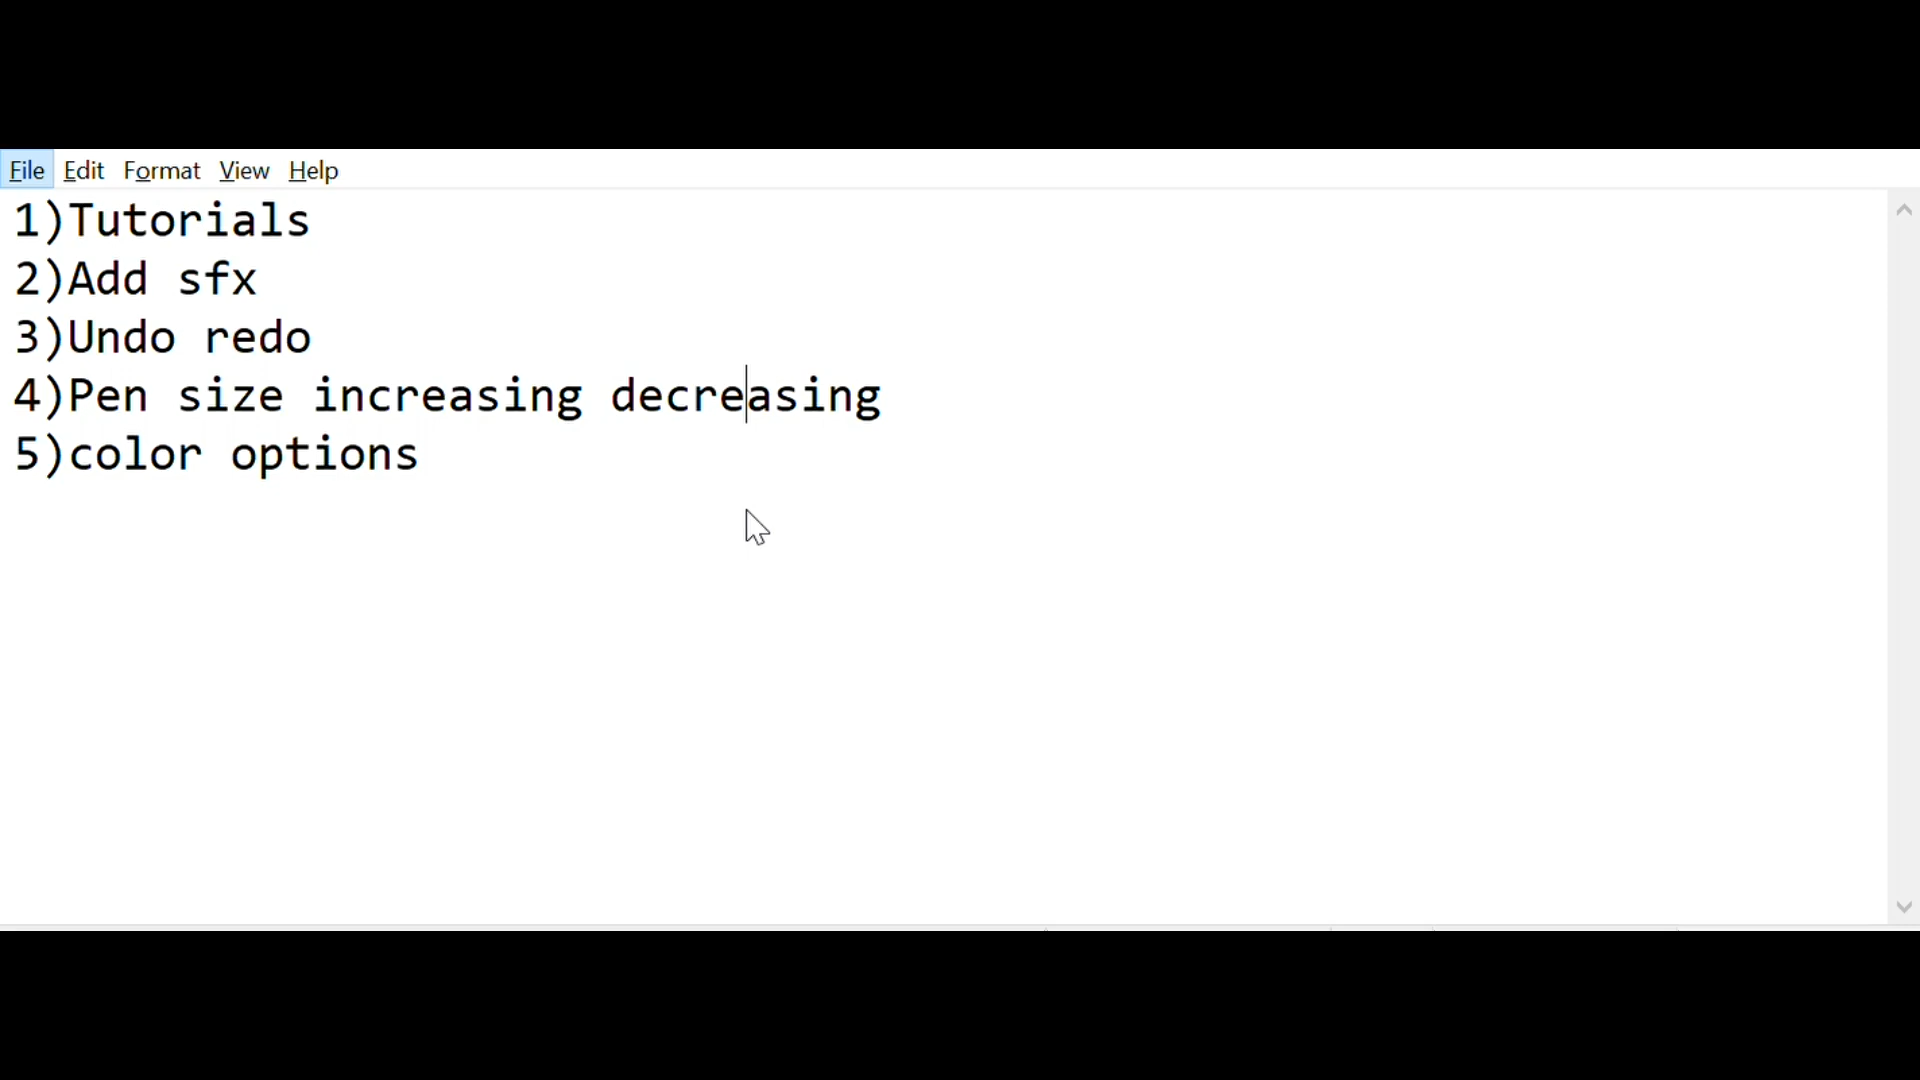 File Edit Format View Help
1)Tutorials
2)Add sfx
3)Undo redo
4)Pen size increasing decreasing
5)color options